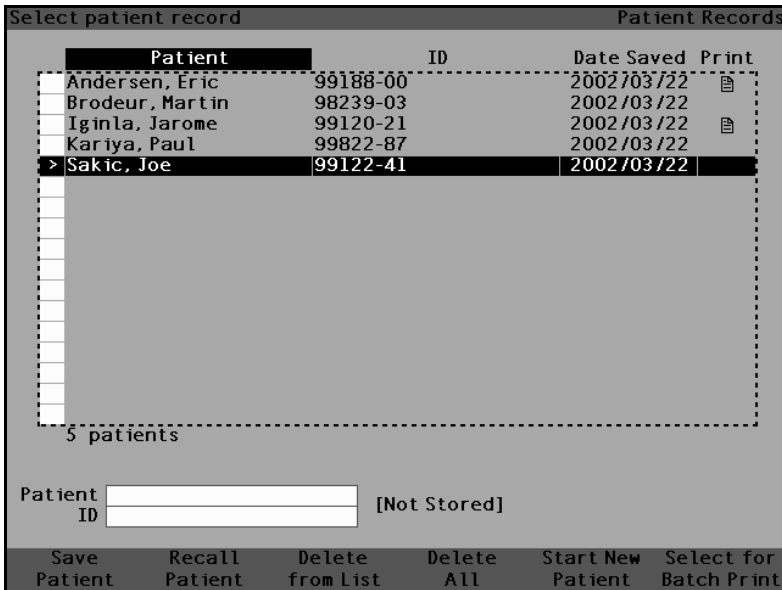 Select patient record Patient Records
Patient ID Date Saved Print
Andersen, Eric 99188-00 2002/03/22
Brodeur, Martin 98239-03 2002/03/22
Iginla, Jarome 99120-21 2002/03/22
Kariya, Paul 99822-87 2002/03/22
> Sakic, Joe 99122-41 2002/03/22
5 patients
Patient
[Not Stored]
ID
Save Recall Delete Delete Start New Select for
Patient Patient from List All Patient Batch Print